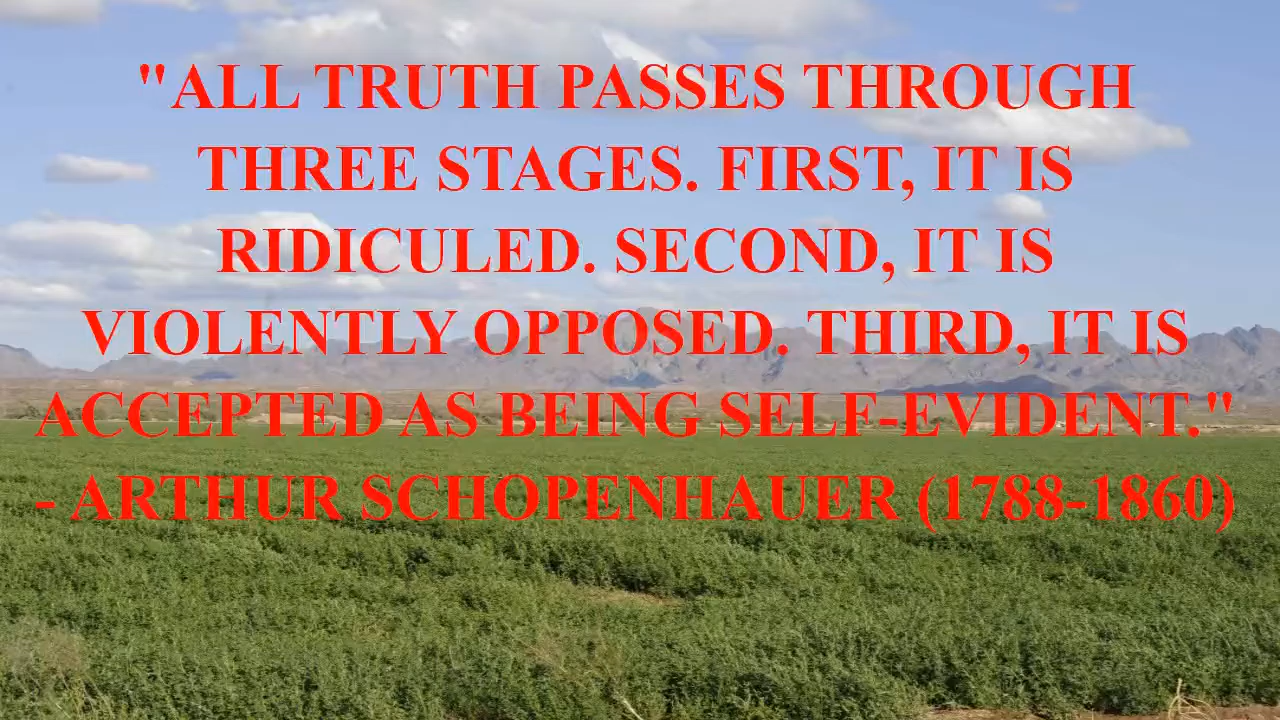 "ALL TRUTH PASSES THROUGH
THREE STAGES. FIRST, IT IS
RIDICULED. SECOND, IT IS
VIOLENTLY OPPOSED. THIRD, IT IS
ACCEPTED AS BEING SELF-EVIDENT."
- ARTHUR SCHOPENHAUER (1788-1860)